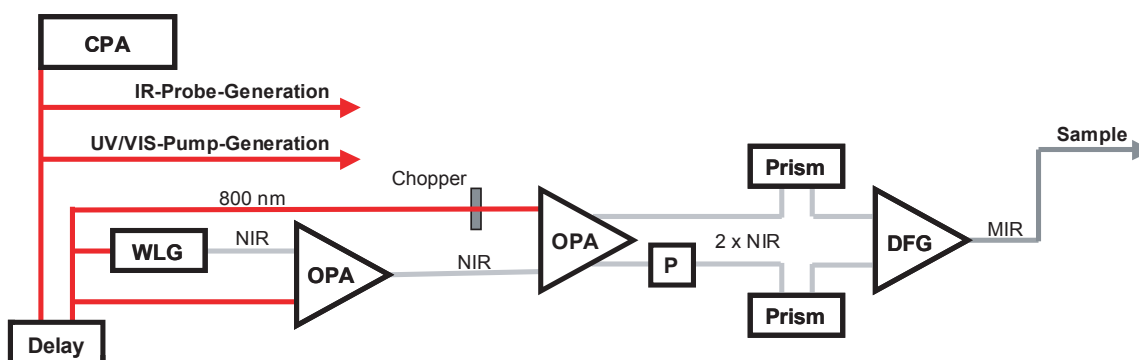 CPA
IR-Probe-Generation
UV/VIS-Pump-Generation
Sample
Prism
Chopper
800 nm
WLG
NIR
OPA
NIR
OPA
2 x NIR
P
DFG
MIR
Prism
Delay